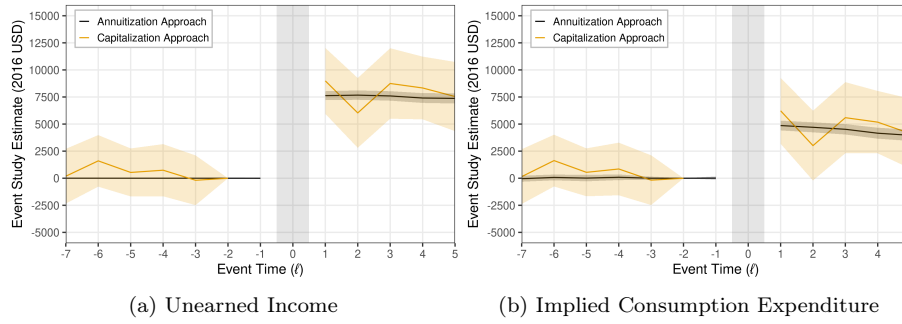 Annuitization Approach
Capitalization Approach
Event Study Estimate (2016 USD)
15000
12500
10000
7500
5000
2500
0
-2500
-5000
-7 -6 -5 -4 -3 -2 -1 0 1 2 3 4 5
Event Time (ℓ)
(a) Unearned Income
Annuitization Approach
Capitalization Approach
Event Study Estimate (2016 USD)
15000
12500
10000
7500
5000
2500
0
-2500
-5000
-7 -6 -5 -4 -3 -2 -1 0 1 2 3 4
Event Time (ℓ)
(b) Implied Consumption Expenditure